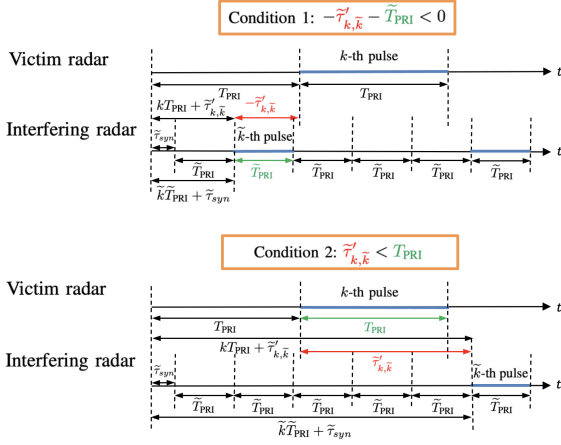 Condition 1: −τ̃′_{k,k̃} − T̃_PRI < 0
Victim radar
k-th pulse
t
T_PRI T_PRI
kT_PRI + τ̃′_{k,k̃} −τ̃′_{k,k̃}
Interfering radar
τ̃_syn k̃-th pulse
t
T̃_PRI T̃_PRI T̃_PRI T̃_PRI T̃_PRI T̃_PRI
k̃T̃_PRI + τ̃_syn
Condition 2: τ̃′_{k,k̃} < T_PRI
Victim radar
k-th pulse
t
T_PRI T_PRI
kT_PRI + τ̃′_{k,k̃}
Interfering radar
τ̃′_{k,k̃}
τ̃_syn k̃-th pulse
t
T̃_PRI T̃_PRI T̃_PRI T̃_PRI T̃_PRI T̃_PRI
k̃T̃_PRI + τ̃_syn